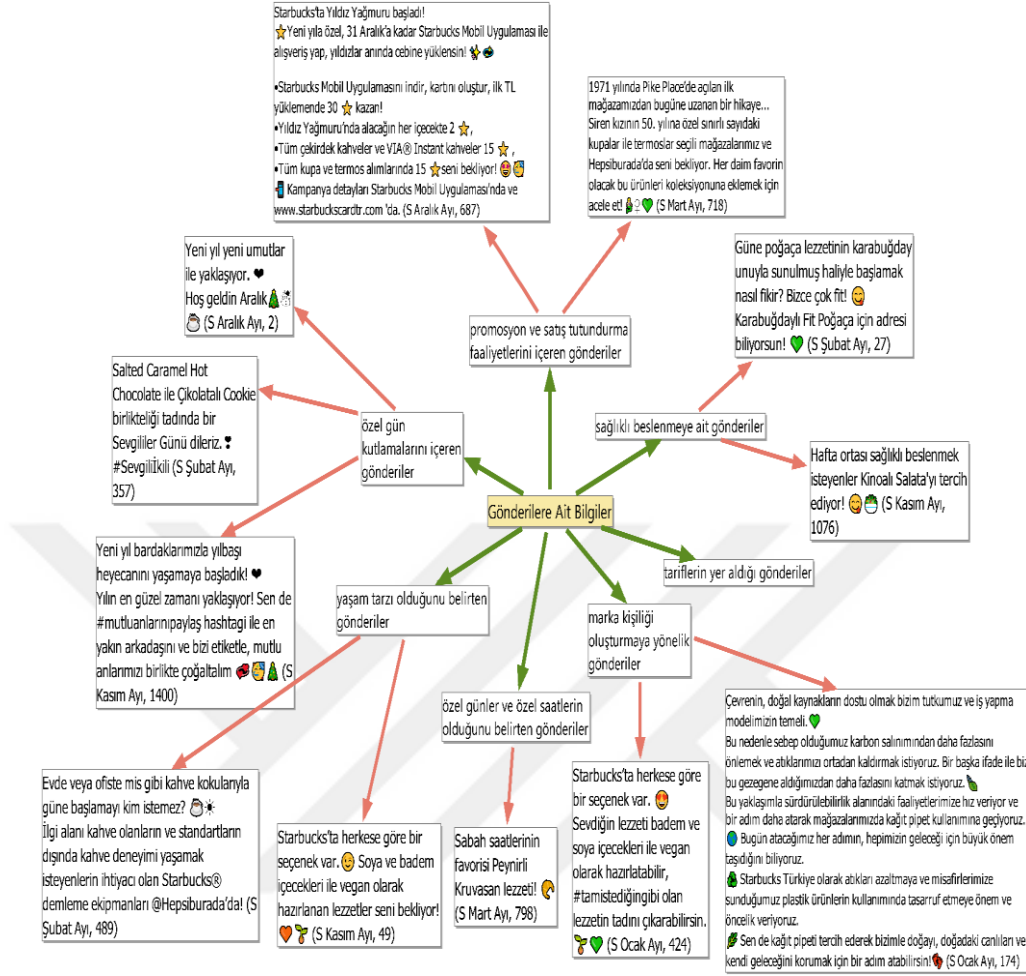 Starbucks'ta Yıldız Yağmuru başladı!
⭐Yeni yıla özel, 31 Aralık'a kadar Starbucks Mobil Uygulaması ile
alışveriş yap, yıldızlar anında cebine yüklensin!
•Starbucks Mobil Uygulamasını indir, kartını oluştur, ilk TL
yüklemende 30 ⭐ kazan!
•Yıldız Yağmuru'nda alacağın her içecekte 2 ⭐,
•Tüm çekirdek kahveler ve VIA® Instant kahveler 15 ⭐,
•Tüm kupa ve termos alımlarında 15 ⭐seni bekliyor!
Kampanya detayları Starbucks Mobil Uygulaması'nda ve
www.starbuckscardtr.com 'da. (S Aralık Ayı, 687)
1971 yılında Pike Place'de açılan ilk
mağazamızdan bugüne uzanan bir hikaye...
Siren kızının 50. yılına özel sınırlı sayıdaki
kupalar ile termoslar seçili mağazalarımız ve
Hepsiburada'da seni bekliyor. Her daim favorin
olacak bu ürünleri koleksiyonuna eklemek için
acele et! 💚 (S Mart Ayı, 718)
Yeni yıl yeni umutlar
ile yaklaşıyor. ♥
Hoş geldin Aralık🎄☃
⛄ (S Aralık Ayı, 2)
Güne poğaça lezzetinin karabuğday
unuyla sunulmuş haliyle başlamak
nasıl fikir? Bizce çok fit! 😋
Karabuğdaylı Fit Poğaça için adresi
biliyorsun! 💚 (S Şubat Ayı, 27)
promosyon ve satış tutundurma
faaliyetlerini içeren gönderiler
Salted Caramel Hot
Chocolate ile Çikolatalı Cookie
birlikteliği tadında bir
Sevgililer Günü dileriz. ❣
#Sevgiliİkili (S Şubat Ayı,
357)
özel gün
kutlamalarını içeren
gönderiler
sağlıklı beslenmeye ait gönderiler
Hafta ortası sağlıklı beslenmek
isteyenler Kinoalı Salata'yı tercih
ediyor! 😋🥗 (S Kasım Ayı,
1076)
Gönderilere Ait Bilgiler
Yeni yıl bardaklarımızla yılbaşı
heyecanını yaşamaya başladık! ♥
Yılın en güzel zamanı yaklaşıyor! Sen de
#mutluanlarınıpaylaş hashtagi ile en
yakın arkadaşını ve bizi etiketle, mutlu
anlarımızı birlikte çoğaltalım 🎄 (S
Kasım Ayı, 1400)
tariflerin yer aldığı gönderiler
yaşam tarzı olduğunu belirten
gönderiler
marka kişiliği
oluşturmaya yönelik
gönderiler
özel günler ve özel saatlerin
olduğunu belirten gönderiler
Evde veya ofiste mis gibi kahve kokularıyla
güne başlamayı kim istemez? ⛄☀
İlgi alanı kahve olanların ve standartların
dışında kahve deneyimi yaşamak
isteyenlerin ihtiyacı olan Starbucks®
demleme ekipmanları @Hepsiburada'da! (S
Şubat Ayı, 489)
Starbucks'ta herkese göre bir
seçenek var. 😉 Soya ve badem
içecekleri ile vegan olarak
hazırlanan lezzetler seni bekliyor!
🧡🌱 (S Kasım Ayı, 49)
Sabah saatlerinin
favorisi Peynirli
Kruvasan lezzeti! 🥐
(S Mart Ayı, 798)
Starbucks'ta herkese göre
bir seçenek var. 😍
Sevdiğin lezzeti badem ve
soya içecekleri ile vegan
olarak hazırlatabilir,
#tamistediğingibi olan
lezzetin tadını çıkarabilirsin.
🌱💚 (S Ocak Ayı, 424)
Çevrenin, doğal kaynakların dostu olmak bizim tutkumuz ve iş yapma
modelimizin temeli. 💚
Bu nedenle sebep olduğumuz karbon salınımından daha fazlasını
önlemek ve atıklarımızı ortadan kaldırmak istiyoruz. Bir başka ifade ile biz
bu gezegene aldığımızdan daha fazlasını katmak istiyoruz.
Bu yaklaşımla sürdürülebilirlik alanındaki faaliyetlerimize hız veriyor ve
bir adım daha atarak mağazalarımızda kağıt pipet kullanımına geçiyoruz.
Bugün atacağımız her adımın, hepimizin geleceği için büyük önem
taşıdığını biliyoruz.
Starbucks Türkiye olarak atıkları azaltmaya ve misafirlerimize
sunduğumuz plastik ürünlerin kullanımında tasarruf etmeye önem ve
öncelik veriyoruz.
Sen de kağıt pipeti tercih ederek bizimle doğayı, doğadaki canlıları ve
kendi geleceğini korumak için bir adım atabilirsin! (S Ocak Ayı, 174)